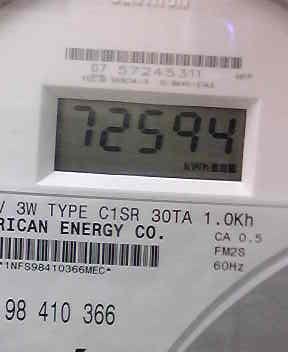 07 57245311
72594
3W TYPE C1SR 30TA 1.0Kh
RICAN ENERGY CO.
CA 0.5
FM2S
*1NFS98410366MEC*
60Hz
98 410 366